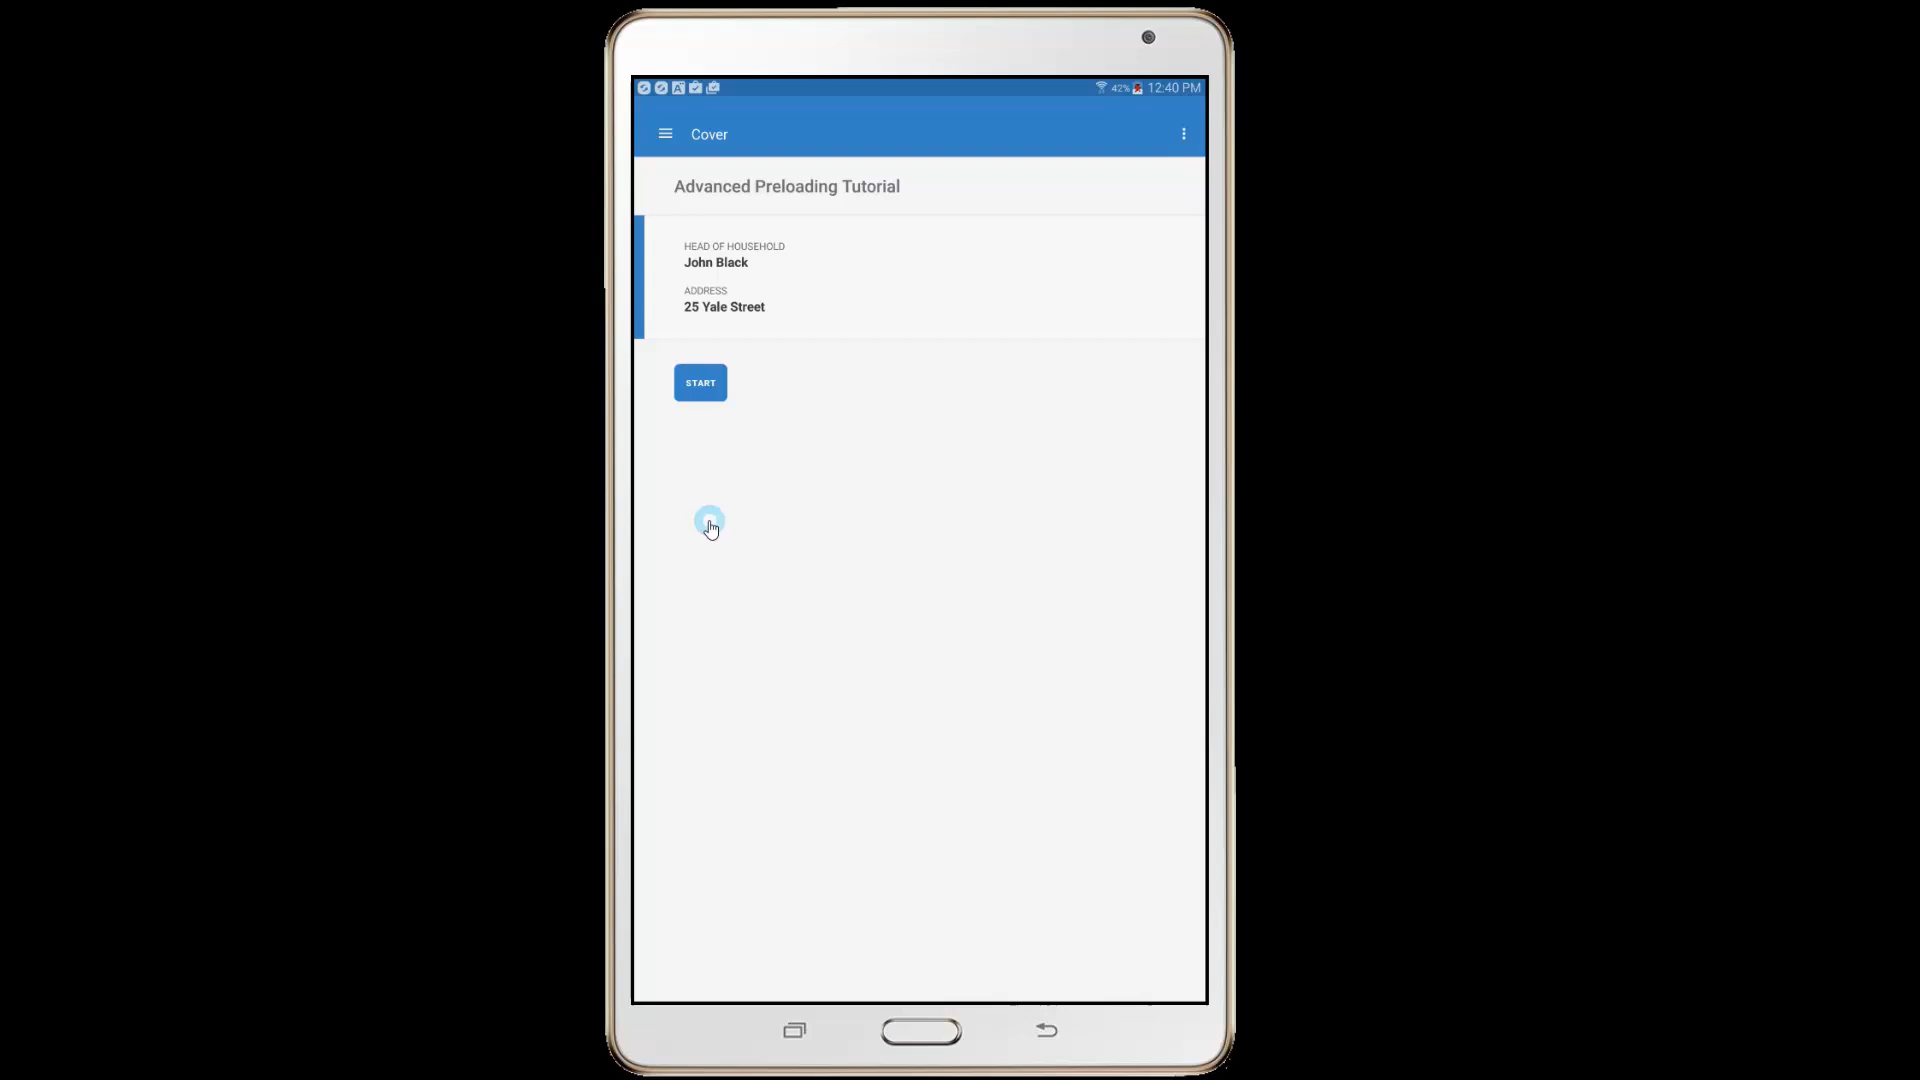 42% 12:40 PM
Cover
Advanced Preloading Tutorial
HEAD OF HOUSEHOLD
John Black
ADDRESS
25 Yale Street
START